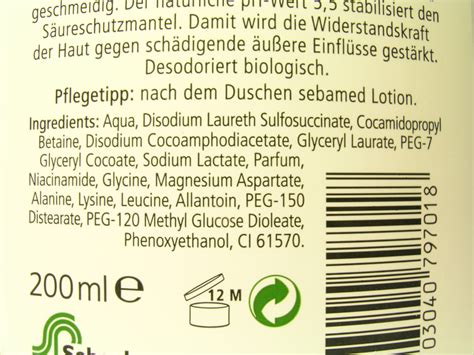 geschmeidig. Der natürliche pH-Wert 5,5 stabilisiert den
Säureschutzmantel. Damit wird die Widerstandskraft
der Haut gegen schädigende äußere Einflüsse gestärkt.
Desodoriert biologisch.
Pflegetipp: nach dem Duschen sebamed Lotion.
Ingredients: Aqua, Disodium Laureth Sulfosuccinate, Cocamidopropyl
Betaine, Disodium Cocoamphodiacetate, Glyceryl Laurate, PEG-7
Glyceryl Cocoate, Sodium Lactate, Parfum,
Niacinamide, Glycine, Magnesium Aspartate,
Alanine, Lysine, Leucine, Allantoin, PEG-150
Distearate, PEG-120 Methyl Glucose Dioleate,
Phenoxyethanol, CI 61570.
200ml e
12 M
03040 797018